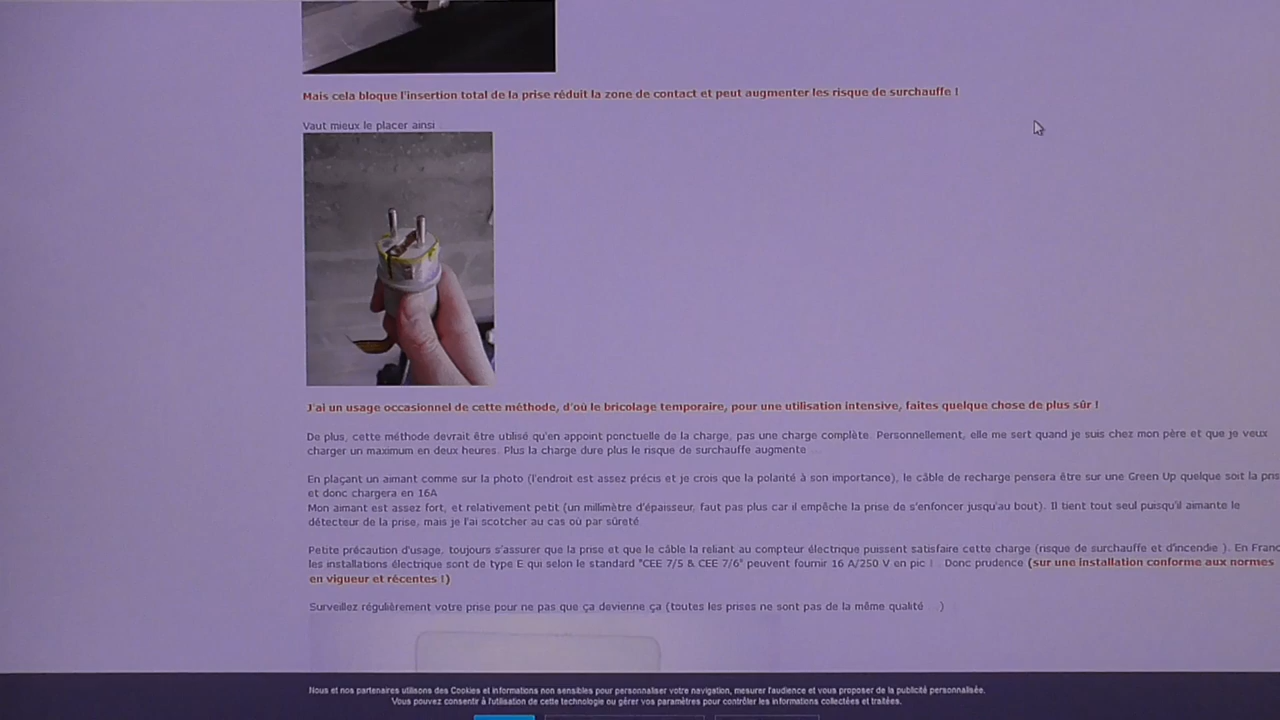 Mais cela bloque l'insertion total de la prise réduit la zone de contact et peut augmenter les risque de surchauffe !
Vaut mieux le placer ainsi
J'ai un usage occasionnel de cette méthode, d'où le bricolage temporaire, pour une utilisation intensive, faites quelque chose de plus sûr !
De plus, cette méthode devrait être utilisé qu'en appoint ponctuelle de la charge, pas une charge complète. Personnellement, elle me sert quand je suis chez mon père et que je veux
charger un maximum en deux heures. Plus la charge dure plus le risque de surchauffe augmente
En plaçant un aimant comme sur la photo (l'endroit est assez précis et je crois que la polarité à son importance), le câble de recharge pensera être sur une Green Up quelque soit la pris
et donc chargera en 16A
Mon aimant est assez fort, et relativement petit (un millimètre d'épaisseur, faut pas plus car il empêche la prise de s'enfoncer jusqu'au bout). Il tient tout seul puisqu'il aimante le
détecteur de la prise, mais je l'ai scotcher au cas où par sûreté
Petite précaution d'usage, toujours s'assurer que la prise et que le câble la reliant au compteur électrique puissent satisfaire cette charge (risque de surchauffe et d'incendie ). En Franc
les installations électrique sont de type E qui selon le standard "CEE 7/5 & CEE 7/6" peuvent fournir 16 A/250 V en pic ! . Donc prudence (sur une installation conforme aux normes
en vigueur et récentes !)
Surveillez régulièrement votre prise pour ne pas que ça devienne ça (toutes les prises ne sont pas de la même qualité ...)
Nous et nos partenaires utilisons des Cookies et informations non sensibles pour personnaliser votre navigation, mesurer l'audience et vous proposer de la publicité personnalisée.
Vous pouvez consentir à l'utilisation de cette technologie ou gérer vos paramètres pour contrôler les informations collectées et traitées.